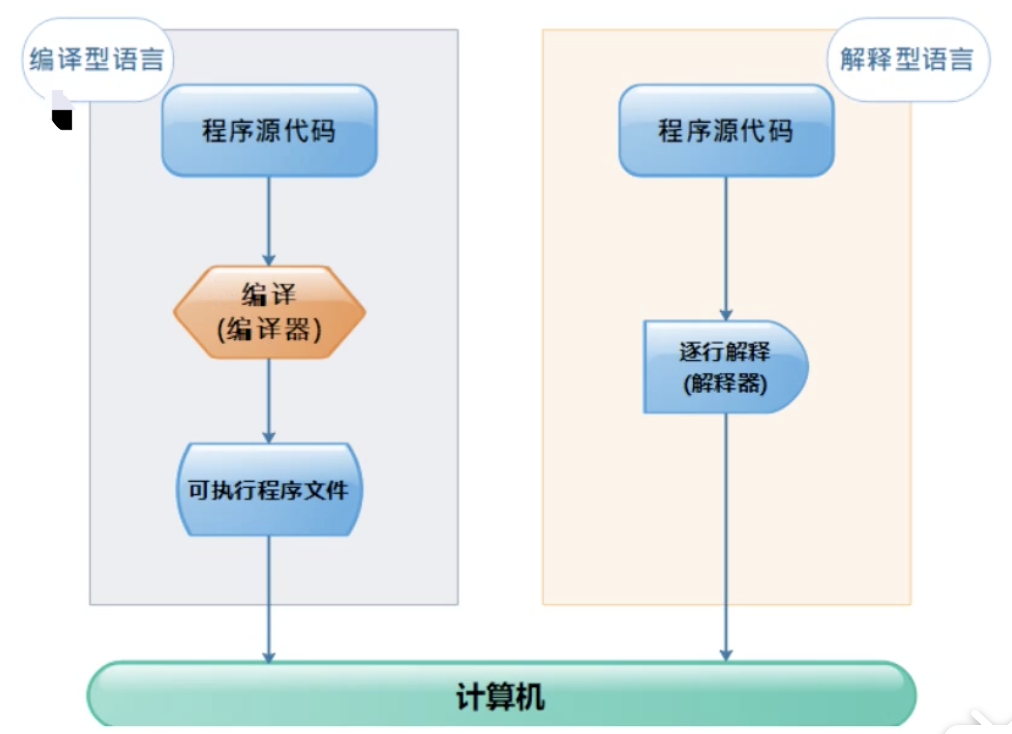 编译型语言
程序源代码
编译
(编译器)
可执行程序文件
解释型语言
程序源代码
逐行解释
(解释器)
计算机